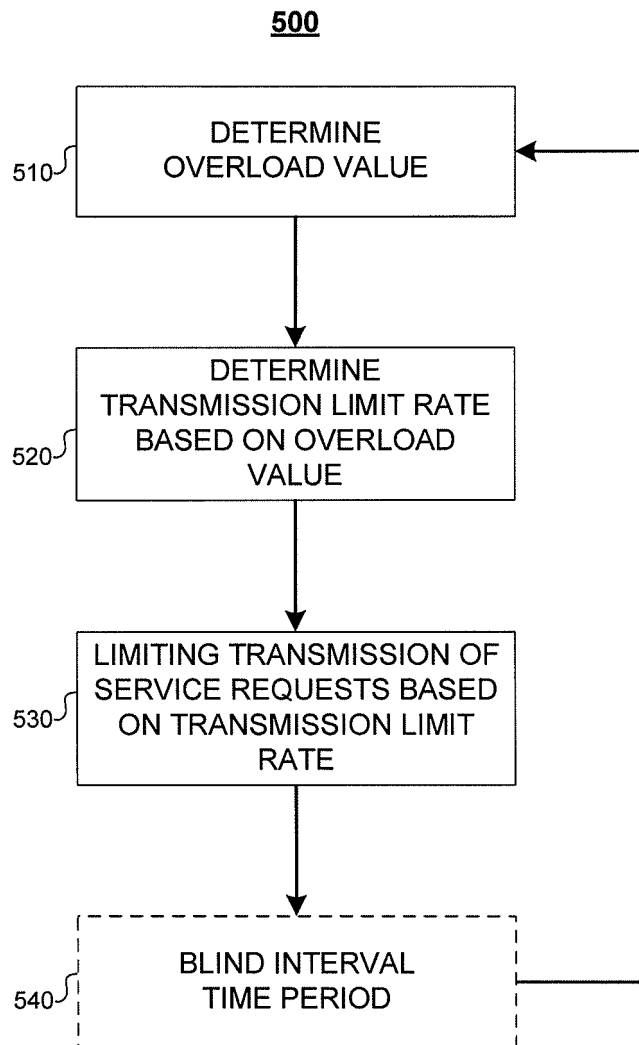 500
510
DETERMINE
OVERLOAD VALUE
520
DETERMINE
TRANSMISSION LIMIT RATE
BASED ON OVERLOAD
VALUE
530
LIMITING TRANSMISSION OF
SERVICE REQUESTS BASED
ON TRANSMISSION LIMIT
RATE
540
BLIND INTERVAL
TIME PERIOD